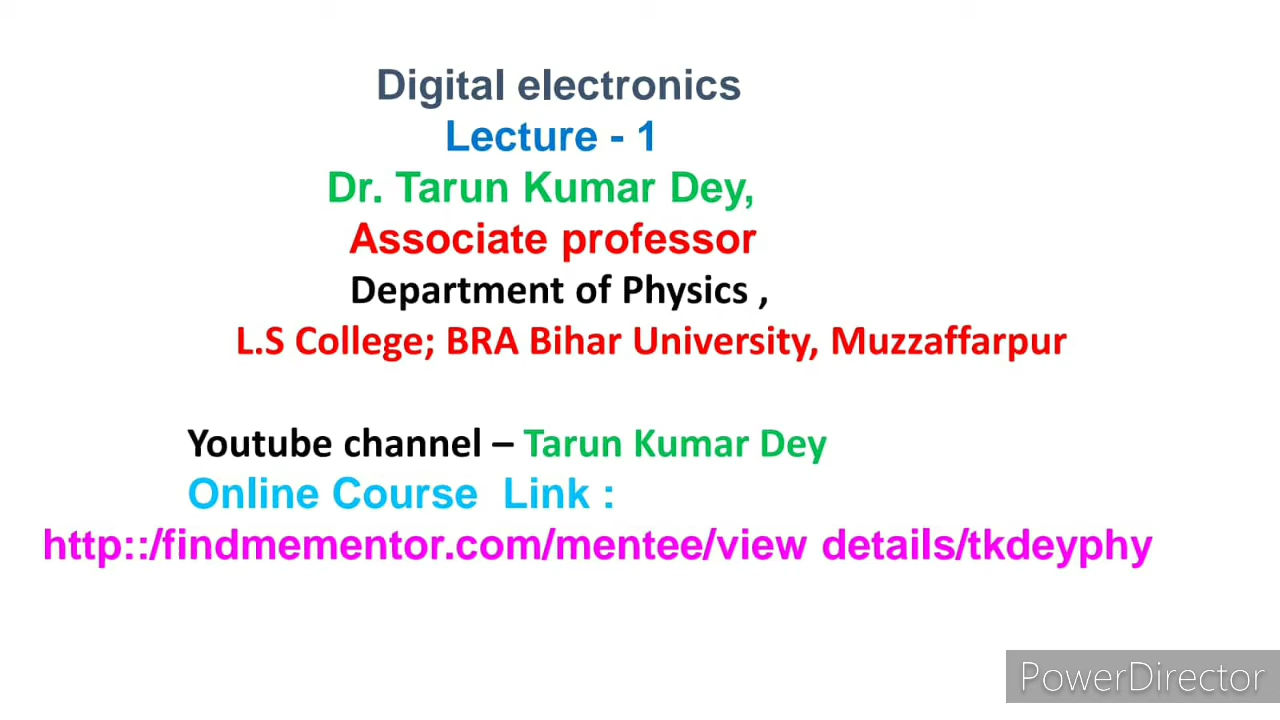 Digital electronics
Lecture - 1
Dr. Tarun Kumar Dey,
Associate professor
Department of Physics ,
L.S College; BRA Bihar University, Muzzaffarpur
Youtube channel – Tarun Kumar Dey
Online Course  Link :
http::/findmementor.com/mentee/view details/tkdeyphy
PowerDirector